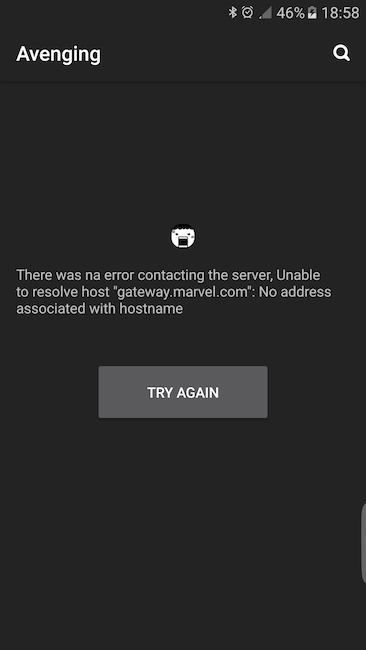 46% 18:58
Avenging
There was na error contacting the server, Unable
to resolve host "gateway.marvel.com": No address
associated with hostname
TRY AGAIN